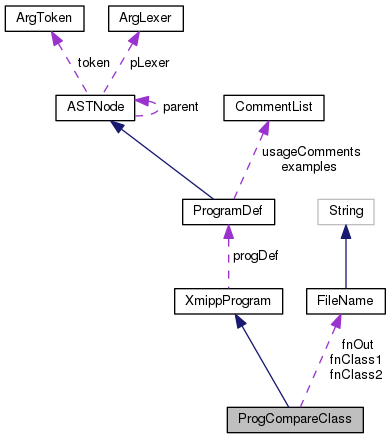 ArgToken
ArgLexer
token
pLexer
ASTNode
parent
CommentList
usageComments
examples
ProgramDef
String
progDef
XmippProgram
FileName
fnOut
fnClass1
fnClass2
ProgCompareClass